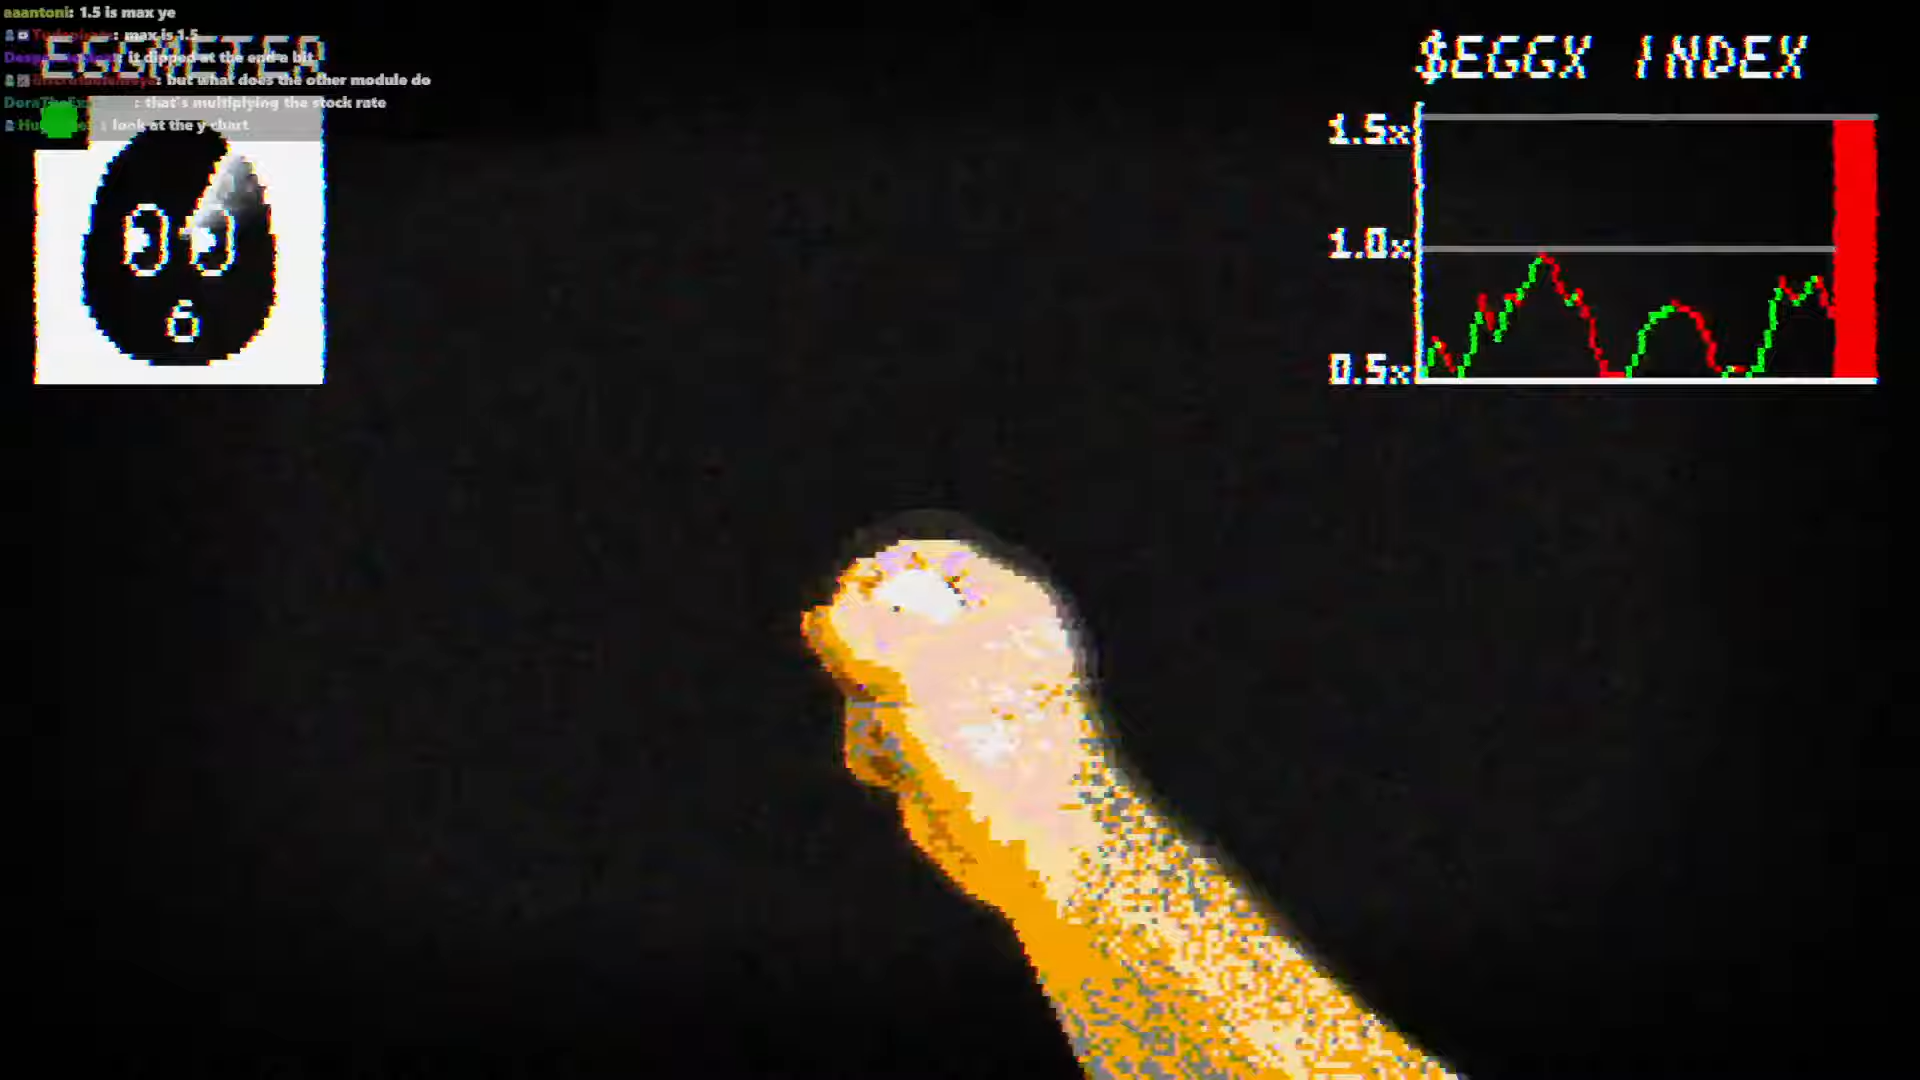 aaantoni: 1.5 is max ye
: max is 1.5
EGGMETER
: it dipped at the end a bit
: but what does the other module do
: that's multiplying the stock rate
: look at the y chart
6
$EGGX INDEX
1.5x
1.0x
0.5x